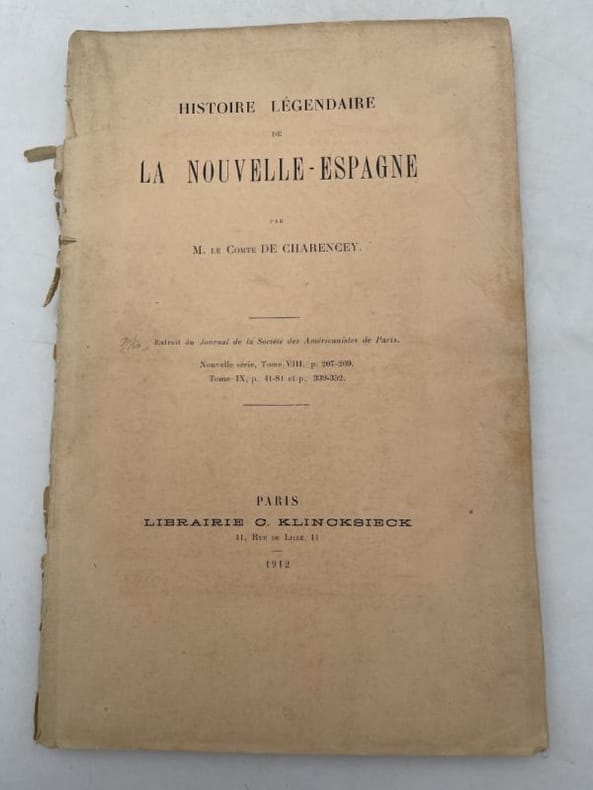 HISTOIRE LÉGENDAIRE
DE
LA NOUVELLE-ESPAGNE
PAR
M. LE COMTE DE CHARENCEY.
Extrait du Journal de la Société des Américanistes de Paris.
Nouvelle série, Tome VIII, p. 207-269.
Tome IX, p. 41-81 et p. 339-352.
PARIS
LIBRAIRIE C. KLINCKSIECK
11, RUE DE LILLE, 11
1912